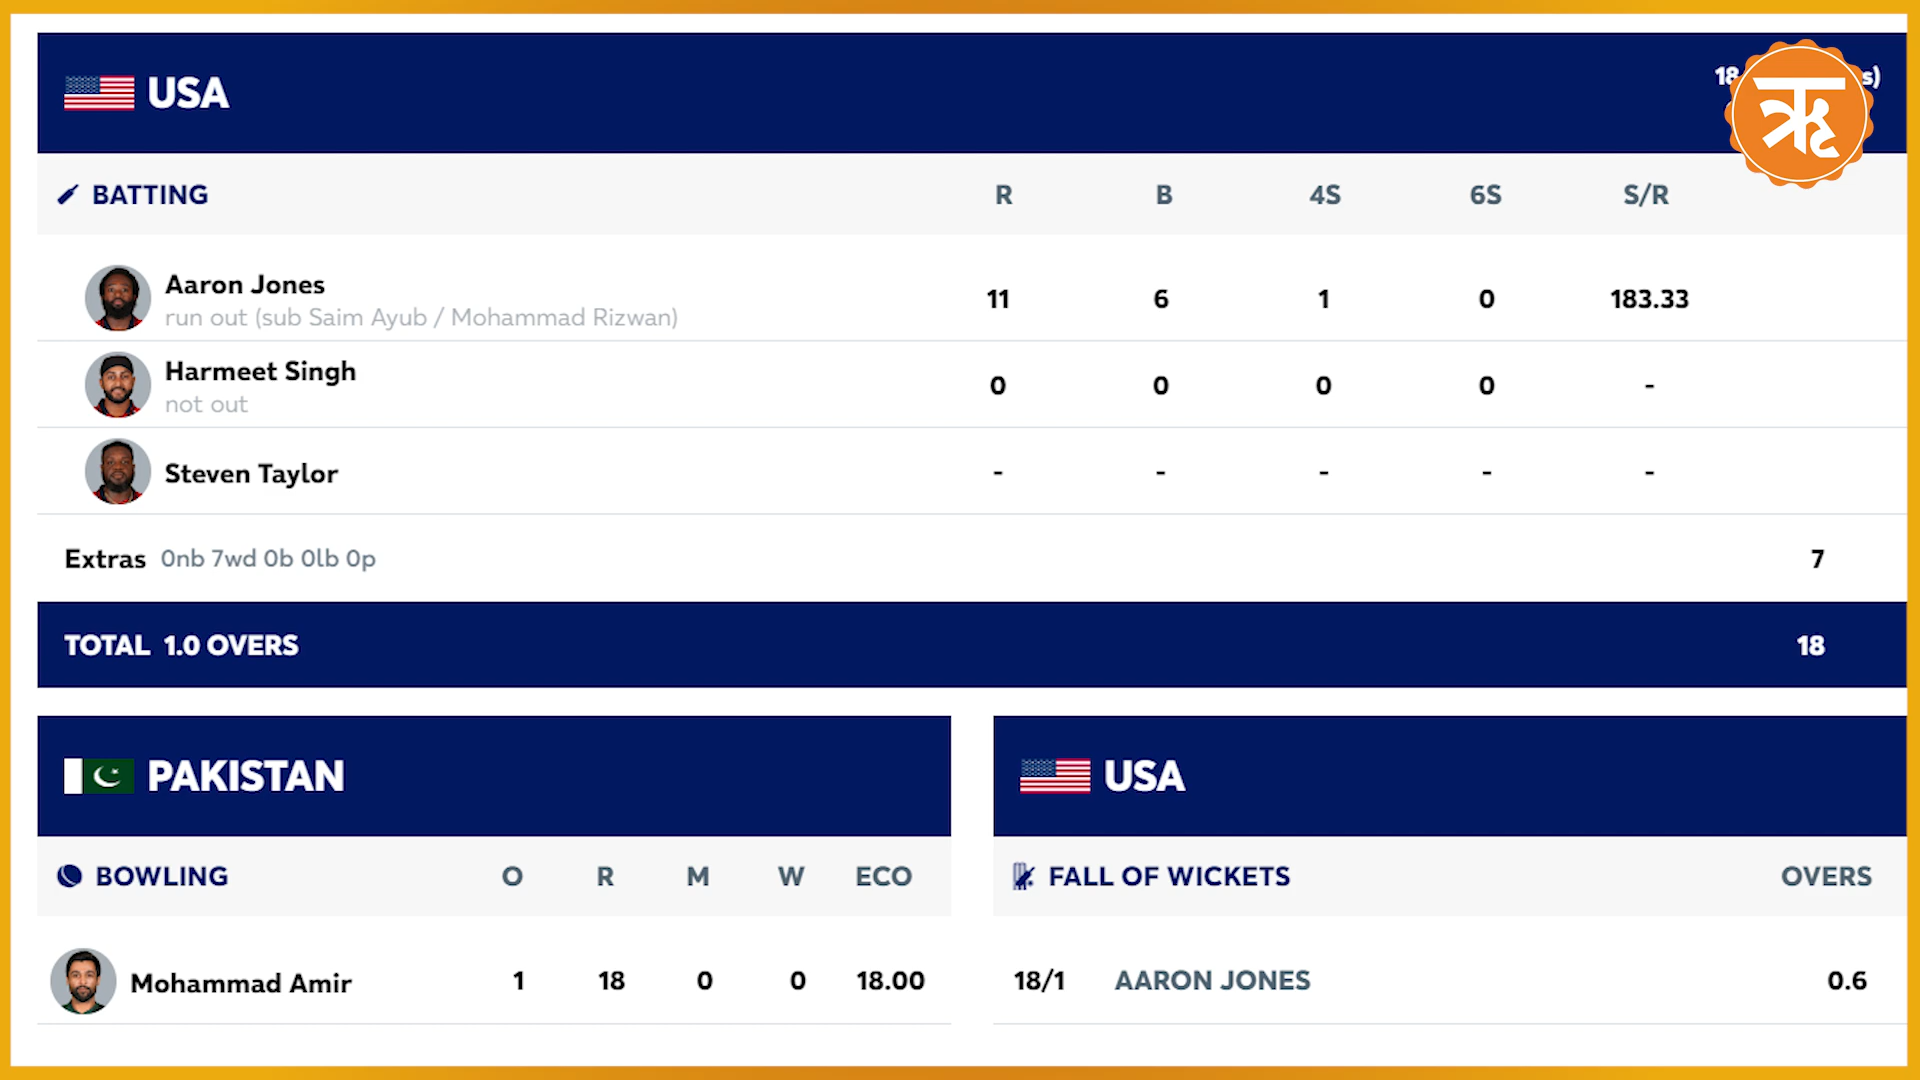 USA
18
s)
ऋ
BATTING R B 4S 6S S/R
Aaron Jones 11 6 1 0 183.33
run out (sub Saim Ayub / Mohammad Rizwan)
Harmeet Singh 0 0 0 0 -
not out
Steven Taylor - - - - -
Extras 0nb 7wd 0b 0lb 0p 7
TOTAL 1.0 OVERS 18
PAKISTAN
BOWLING O R M W ECO
Mohammad Amir 1 18 0 0 18.00
USA
FALL OF WICKETS OVERS
18/1 AARON JONES 0.6